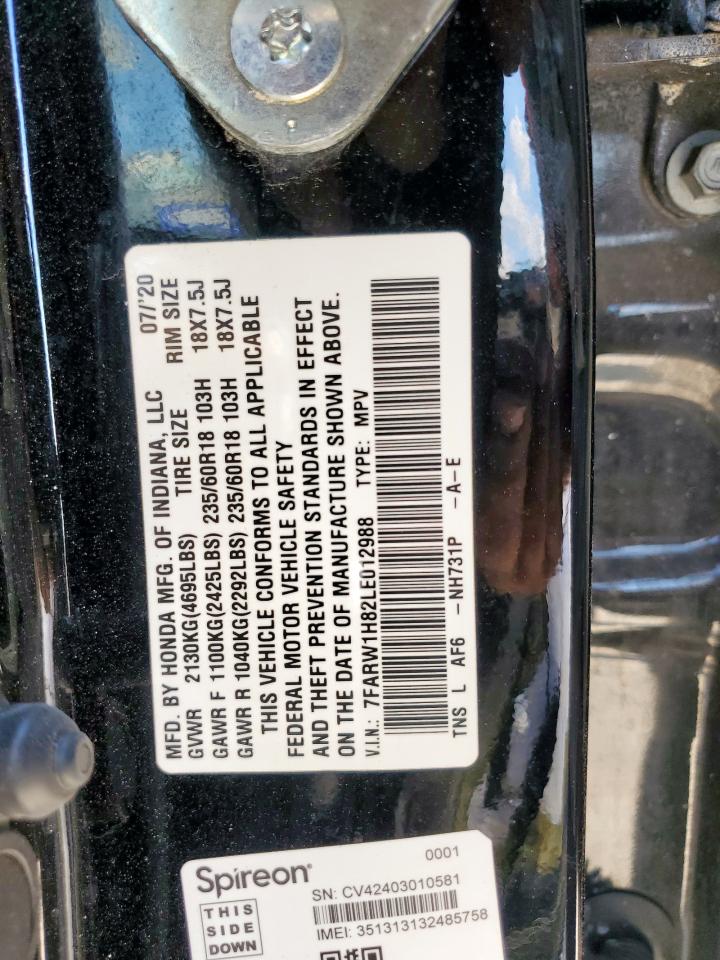 MFD. BY HONDA MFG. OF INDIANA, LLC 07/'20
GVWR 2130KG(4695LBS) TIRE SIZE RIM SIZE
GAWR F 1100KG(2425LBS) 235/60R18 103H 18X7.5J
GAWR R 1040KG(2292LBS) 235/60R18 103H 18X7.5J
THIS VEHICLE CONFORMS TO ALL APPLICABLE
FEDERAL MOTOR VEHICLE SAFETY
AND THEFT PREVENTION STANDARDS IN EFFECT
ON THE DATE OF MANUFACTURE SHOWN ABOVE.
V.I.N.: 7FARW1H82LE012988 TYPE: MPV
TNS L AF6 -NH731P -A-E
Spireon 0001
SN: CV42403010581
THIS
SIDE
DOWN
IMEI: 351313132485758